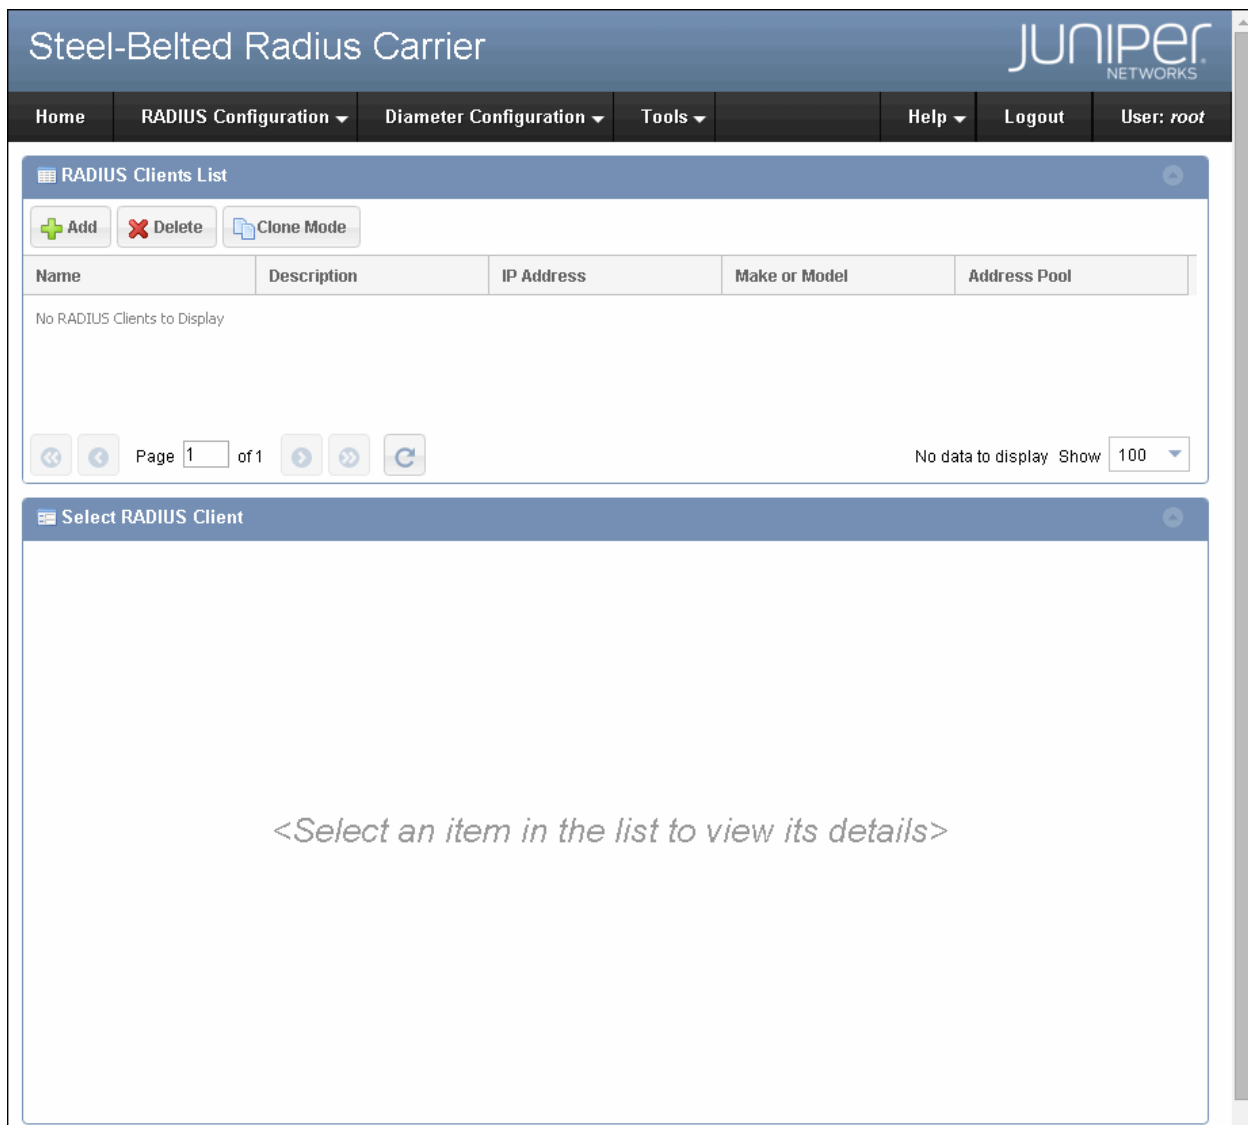 Steel-Belted Radius Carrier
JUNIPER
NETWORKS
Home RADIUS Configuration Diameter Configuration Tools Help Logout User: root
RADIUS Clients List
Add Delete Clone Mode
Name Description IP Address Make or Model Address Pool
No RADIUS Clients to Display
Page 1 of 1 No data to display Show 100
Select RADIUS Client
<Select an item in the list to view its details>